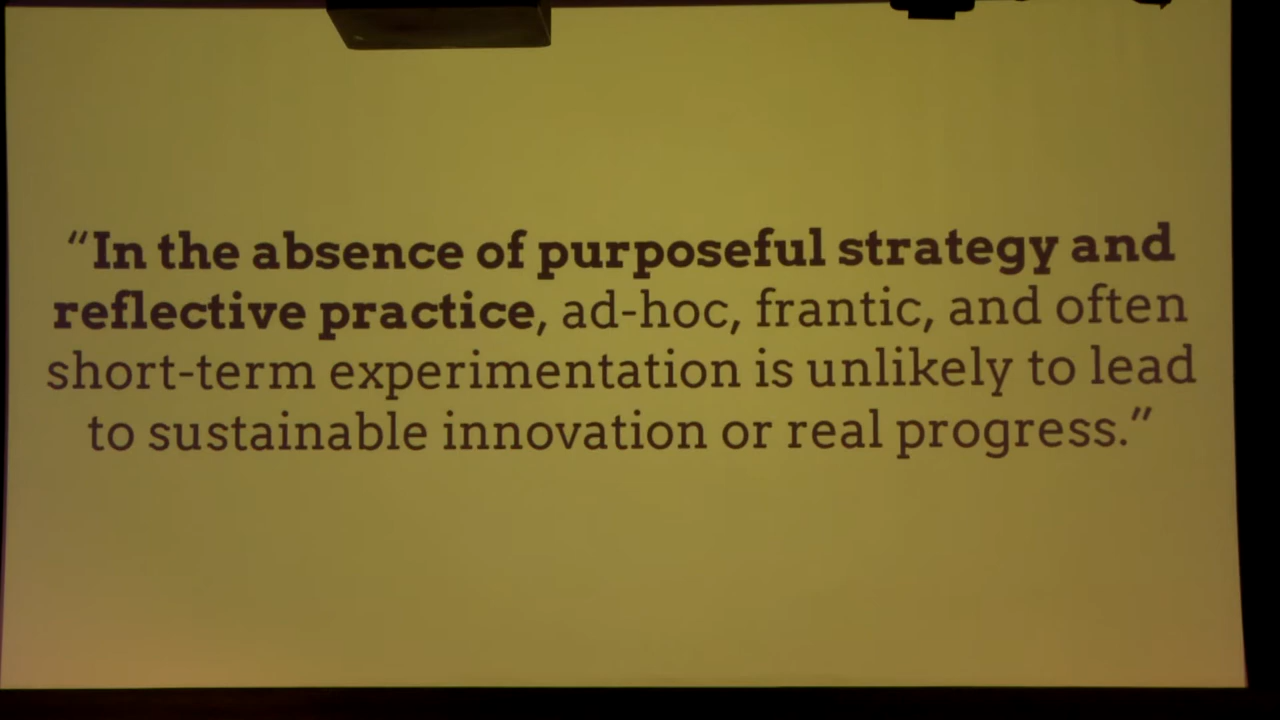 “In the absence of purposeful strategy and
reflective practice, ad-hoc, frantic, and often
short-term experimentation is unlikely to lead
to sustainable innovation or real progress.”